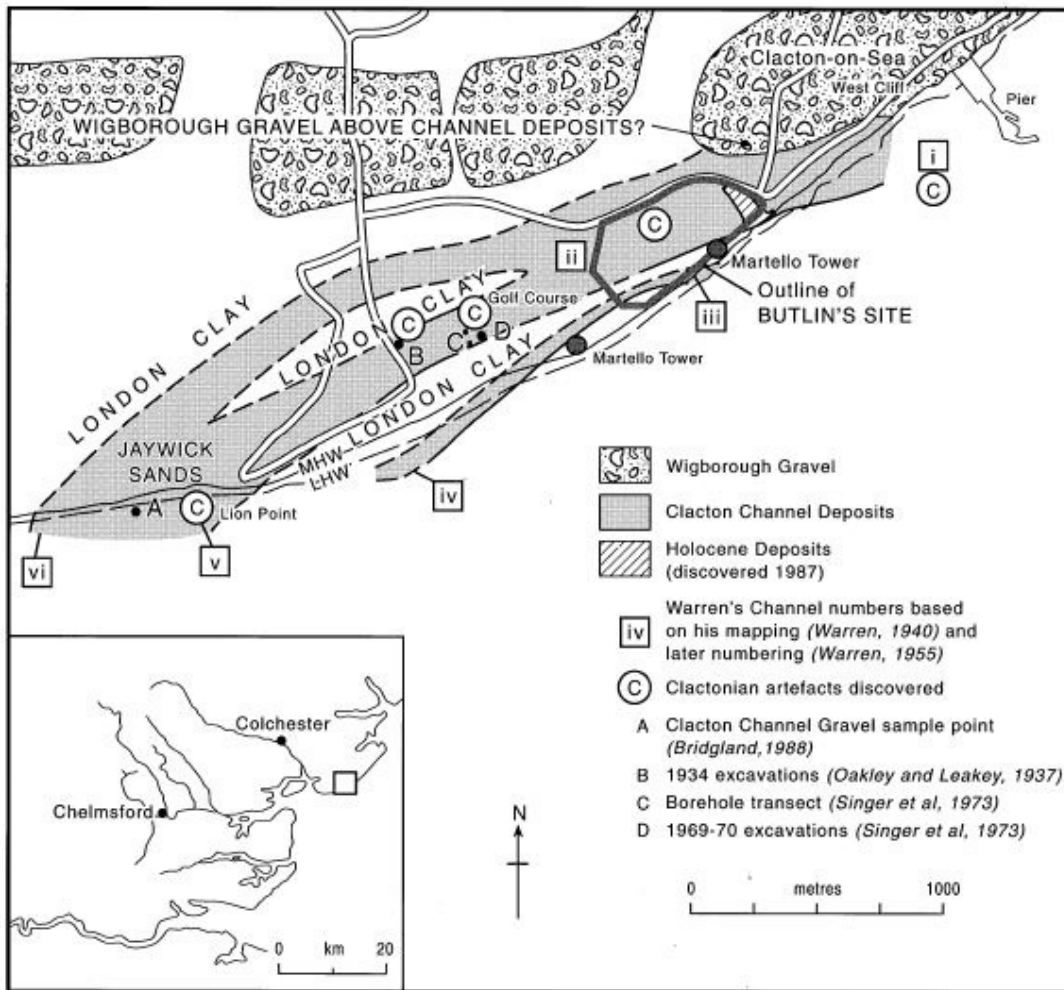 Clacton-on-Sea
West Cliff
Pier
WIGBOROUGH GRAVEL ABOVE CHANNEL DEPOSITS?
i
C
C
ii
Martello Tower
Outline of
BUTLIN'S SITE
iii
LONDON CLAY
LONDON CLAY
C
C
Golf Course
B
C
D
LONDON CLAY
Martello Tower
JAYWICK
SANDS
MHW
LHW
iv
A
C
Lion Point
vi
v
Wigborough Gravel
Clacton Channel Deposits
Holocene Deposits
(discovered 1987)
iv
Warren's Channel numbers based
on his mapping (Warren, 1940) and
later numbering (Warren, 1955)
C
Clactonian artefacts discovered
A Clacton Channel Gravel sample point
(Bridgland,1988)
B 1934 excavations (Oakley and Leakey, 1937)
C Borehole transect (Singer et al, 1973)
D 1969-70 excavations (Singer et al, 1973)
Colchester
Chelmsford
0 km 20
N
0 metres 1000